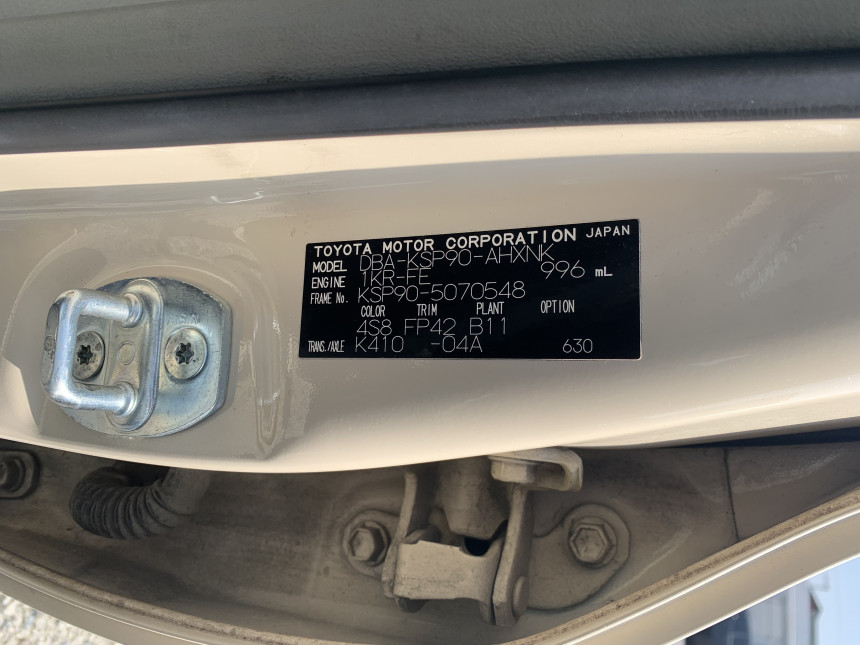 TOYOTA MOTOR CORPORATION JAPAN
MODEL DBA-KSP90-AHXNK
ENGINE 1KR-FE 996 mL
FRAME No. KSP90-5070548
COLOR TRIM PLANT OPTION
4S8 FP42 B11
TRANS./AXLE K410 -04A 630